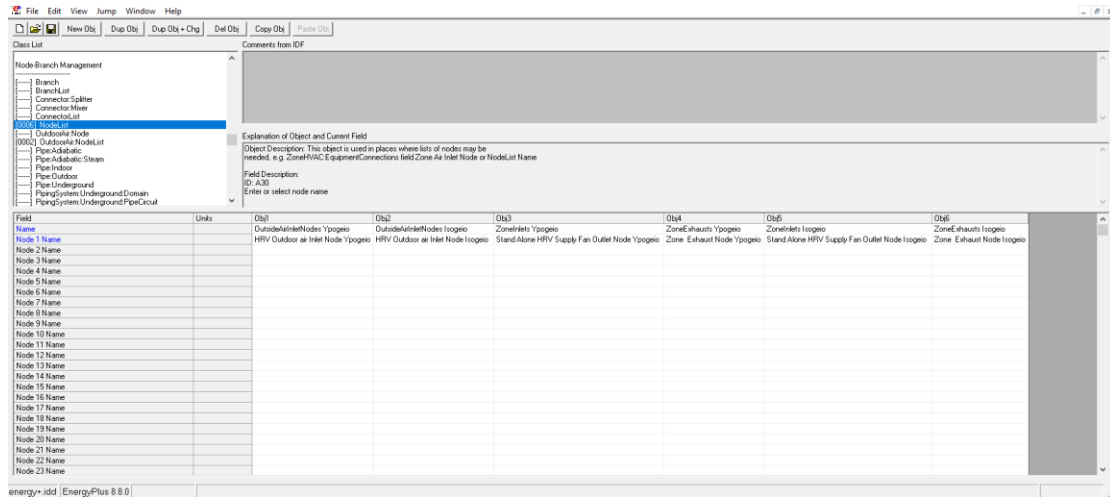 File Edit View Jump Window Help
New Obj Dup Obj Dup Obj + Chg Del Obj Copy Obj Paste Obj
Class List
Comments from IDF
Node-Branch Management
------------------------
[-----] Branch
[-----] BranchList
[-----] Connector:Splitter
[-----] Connector:Mixer
[-----] ConnectorList
[0006] NodeList
[-----] OutdoorAir:Node
[0002] OutdoorAir:NodeList
[-----] Pipe:Adiabatic
[-----] Pipe:Adiabatic:Steam
[-----] Pipe:Indoor
[-----] Pipe:Outdoor
[-----] Pipe:Underground
[-----] PipingSystem:Underground:Domain
[-----] PipingSystem:Underground:PipeCircuit
Explanation of Object and Current Field
Object Description: This object is used in places where lists of nodes may be
needed, e.g. ZoneHVAC:EquipmentConnections field Zone Air Inlet Node or NodeList Name
Field Description:
ID: A30
Enter or select node name
Field Units Obj1 Obj2 Obj3 Obj4 Obj5 Obj6
Name OutsideAirInletNodes Ypogeio OutsideAirInletNodes Isogeio ZoneInlets Ypogeio ZoneExhausts Ypogeio ZoneInlets Isogeio ZoneExhausts Isogeio
Node 1 Name HRV Outdoor air Inlet Node Ypogeio HRV Outdoor air Inlet Node Isogeio Stand Alone HRV Supply Fan Outlet Node Ypogeio Zone Exhaust Node Ypogeio Stand Alone HRV Supply Fan Outlet Node Isogeio Zone Exhaust Node Isogeio
Node 2 Name
Node 3 Name
Node 4 Name
Node 5 Name
Node 6 Name
Node 7 Name
Node 8 Name
Node 9 Name
Node 10 Name
Node 11 Name
Node 12 Name
Node 13 Name
Node 14 Name
Node 15 Name
Node 16 Name
Node 17 Name
Node 18 Name
Node 19 Name
Node 20 Name
Node 21 Name
Node 22 Name
Node 23 Name
energy+.idd EnergyPlus 8.8.0